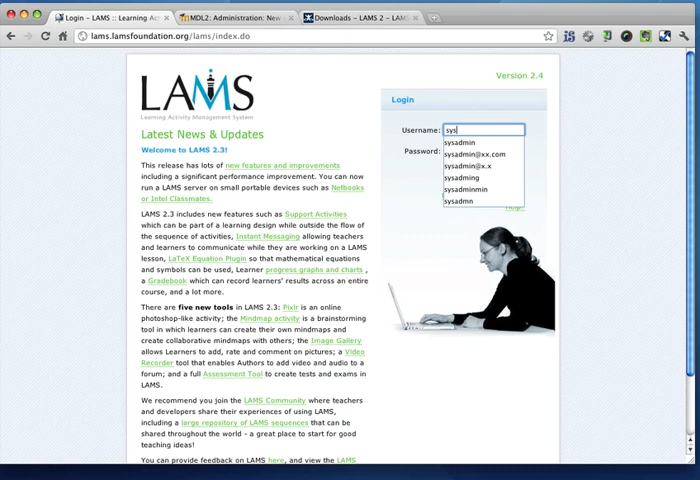 Login – LAMS :: Learning Ac
MDL2: Administration: New
Downloads – LAMS 2 – LAMS
lams.lamsfoundation.org/lams/index.do
Version 2.4
LAMS
Learning Activity Management System
Login
Latest News & Updates
Username: sys
Welcome to LAMS 2.3!
Password:
sysadmin
sysadmin@xx.com
sysadmin@x.x
sysadming
sysadminmin
sysadmn
Help?
This release has lots of new features and improvements
including a significant performance improvement. You can now
run a LAMS server on small portable devices such as Netbooks
or Intel Classmates.
LAMS 2.3 includes new features such as Support Activities
which can be part of a learning design while outside the flow of
the sequence of activities, Instant Messaging allowing teachers
and learners to communicate while they are working on a LAMS
lesson, LaTeX Equation Plugin so that mathematical equations
and symbols can be used, Learner progress graphs and charts ,
a Gradebook which can record learners' results across an entire
course, and a lot more.
There are five new tools in LAMS 2.3: Pixlr is an online
photoshop-like activity; the Mindmap activity is a brainstorming
tool in which learners can create their own mindmaps and
create collaborative mindmaps with others; the Image Gallery
allows Learners to add, rate and comment on pictures; a Video
Recorder tool that enables Authors to add video and audio to a
forum; and a full Assessment Tool to create tests and exams in
LAMS.
We recommend you join the LAMS Community where teachers
and developers share their experiences of using LAMS,
including a large repository of LAMS sequences that can be
shared throughout the world - a great place to start for good
teaching ideas!
You can provide feedback on LAMS here, and view the LAMS